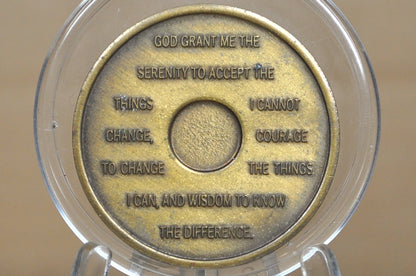 GOD GRANT ME THE
SERENITY TO ACCEPT THE
THINGS I CANNOT
CHANGE, COURAGE
TO CHANGE THE THINGS
I CAN, AND WISDOM TO KNOW
THE DIFFERENCE.